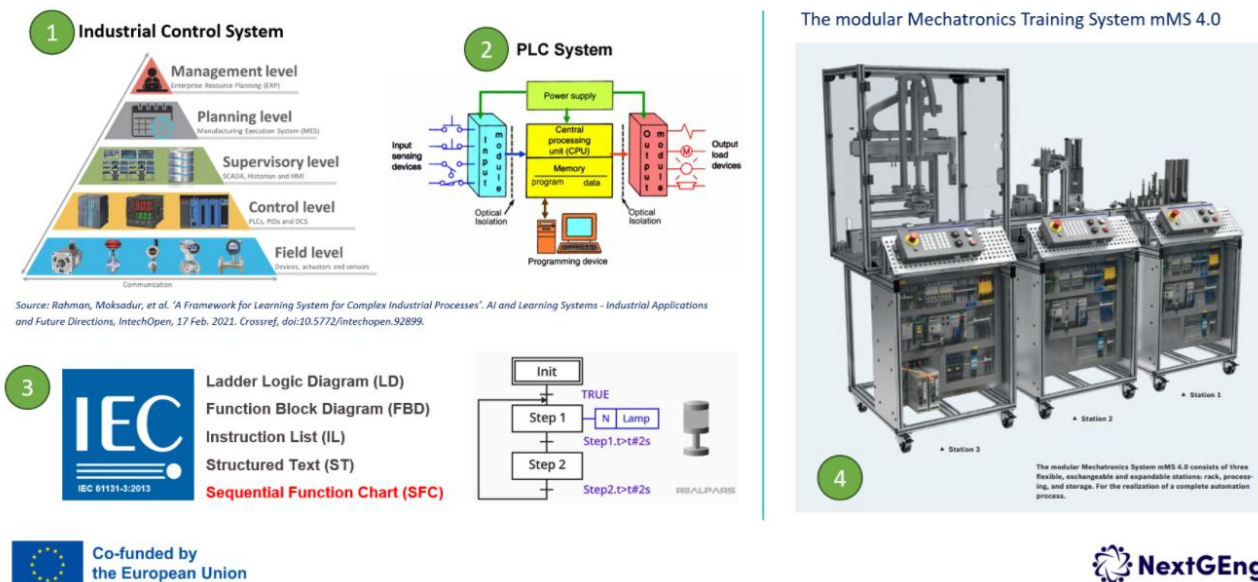 1
Industrial Control System
Management level
Enterprise Resource Planning (ERP)
Planning level
Manufacturing Execution System (MES)
Supervisory level
SCADA, Historian and HMI
Control level
PLCs, PIDs and DCS
Field level
Devices, actuators and sensors
Communication
2
PLC System
Power supply
Input
sensing
devices
Input
module
Central
processing
unit (CPU)
Memory
program data
Output
module
Output
load
devices
M
Optical
Isolation
Optical
Isolation
Programming device
Source: Rahman, Moksadur, et al. 'A Framework for Learning System for Complex Industrial Processes'. AI and Learning Systems - Industrial Applications
and Future Directions, IntechOpen, 17 Feb. 2021. Crossref, doi:10.5772/intechopen.92899.
3
IEC
IEC 61131-3:2013
Ladder Logic Diagram (LD)
Function Block Diagram (FBD)
Instruction List (IL)
Structured Text (ST)
Sequential Function Chart (SFC)
Init
TRUE
Step 1
N Lamp
Step1.t>t#2s
Step 2
Step2.t>t#2s
REALPARS
The modular Mechatronics Training System mMS 4.0
▲ Station 1
▲ Station 2
▲ Station 3
4
The modular Mechatronics System mMS 4.0 consists of three
flexible, exchangeable and expandable stations: rack, process-
ing, and storage. For the realization of a complete automation
process.
Co-funded by
the European Union
NextGEng